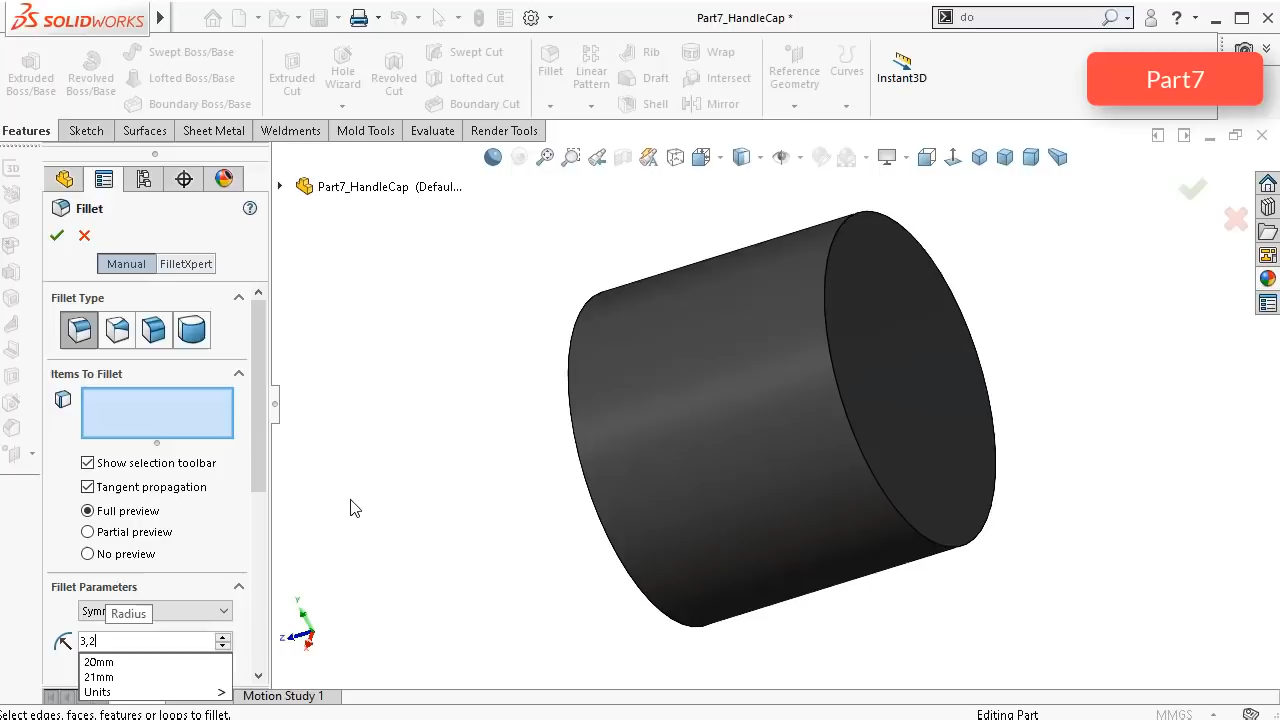 SOLIDWORKS
Part7_HandleCap *
do
?
Extruded Boss/Base
Revolved Boss/Base
Swept Boss/Base
Lofted Boss/Base
Boundary Boss/Base
Extruded Cut
Hole Wizard
Revolved Cut
Swept Cut
Lofted Cut
Boundary Cut
Fillet
Linear Pattern
Rib
Draft
Shell
Wrap
Intersect
Mirror
Reference Geometry
Curves
Instant3D
Part7
Features
Sketch
Surfaces
Sheet Metal
Weldments
Mold Tools
Evaluate
Render Tools
3D
Part7_HandleCap (Defaul...
Fillet
?
Manual
FilletXpert
Fillet Type
Items To Fillet
Show selection toolbar
Tangent propagation
Full preview
Partial preview
No preview
Fillet Parameters
Symr
Radius
3,2
20mm
21mm
Units >
Y
Z
X
Motion Study 1
Select edges, faces, features or loops to fillet.
Editing Part
MMGS